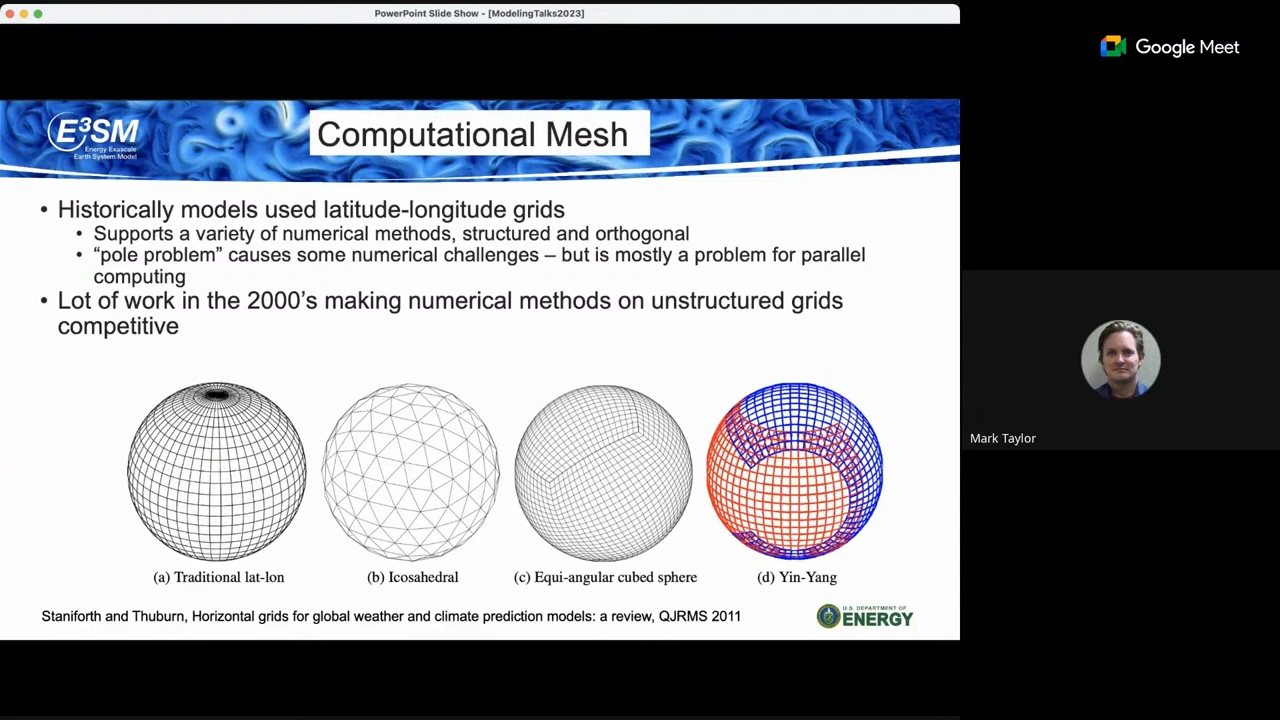 PowerPoint Slide Show - [ModelingTalks2023]
Google Meet
E³SM
Energy Exascale
Earth System Model
Computational Mesh
• Historically models used latitude-longitude grids
• Supports a variety of numerical methods, structured and orthogonal
• “pole problem” causes some numerical challenges – but is mostly a problem for parallel
computing
• Lot of work in the 2000’s making numerical methods on unstructured grids
competitive
Mark Taylor
(a) Traditional lat-lon
(b) Icosahedral
(c) Equi-angular cubed sphere
(d) Yin-Yang
Staniforth and Thuburn, Horizontal grids for global weather and climate prediction models: a review, QJRMS 2011
U.S. DEPARTMENT OF
ENERGY